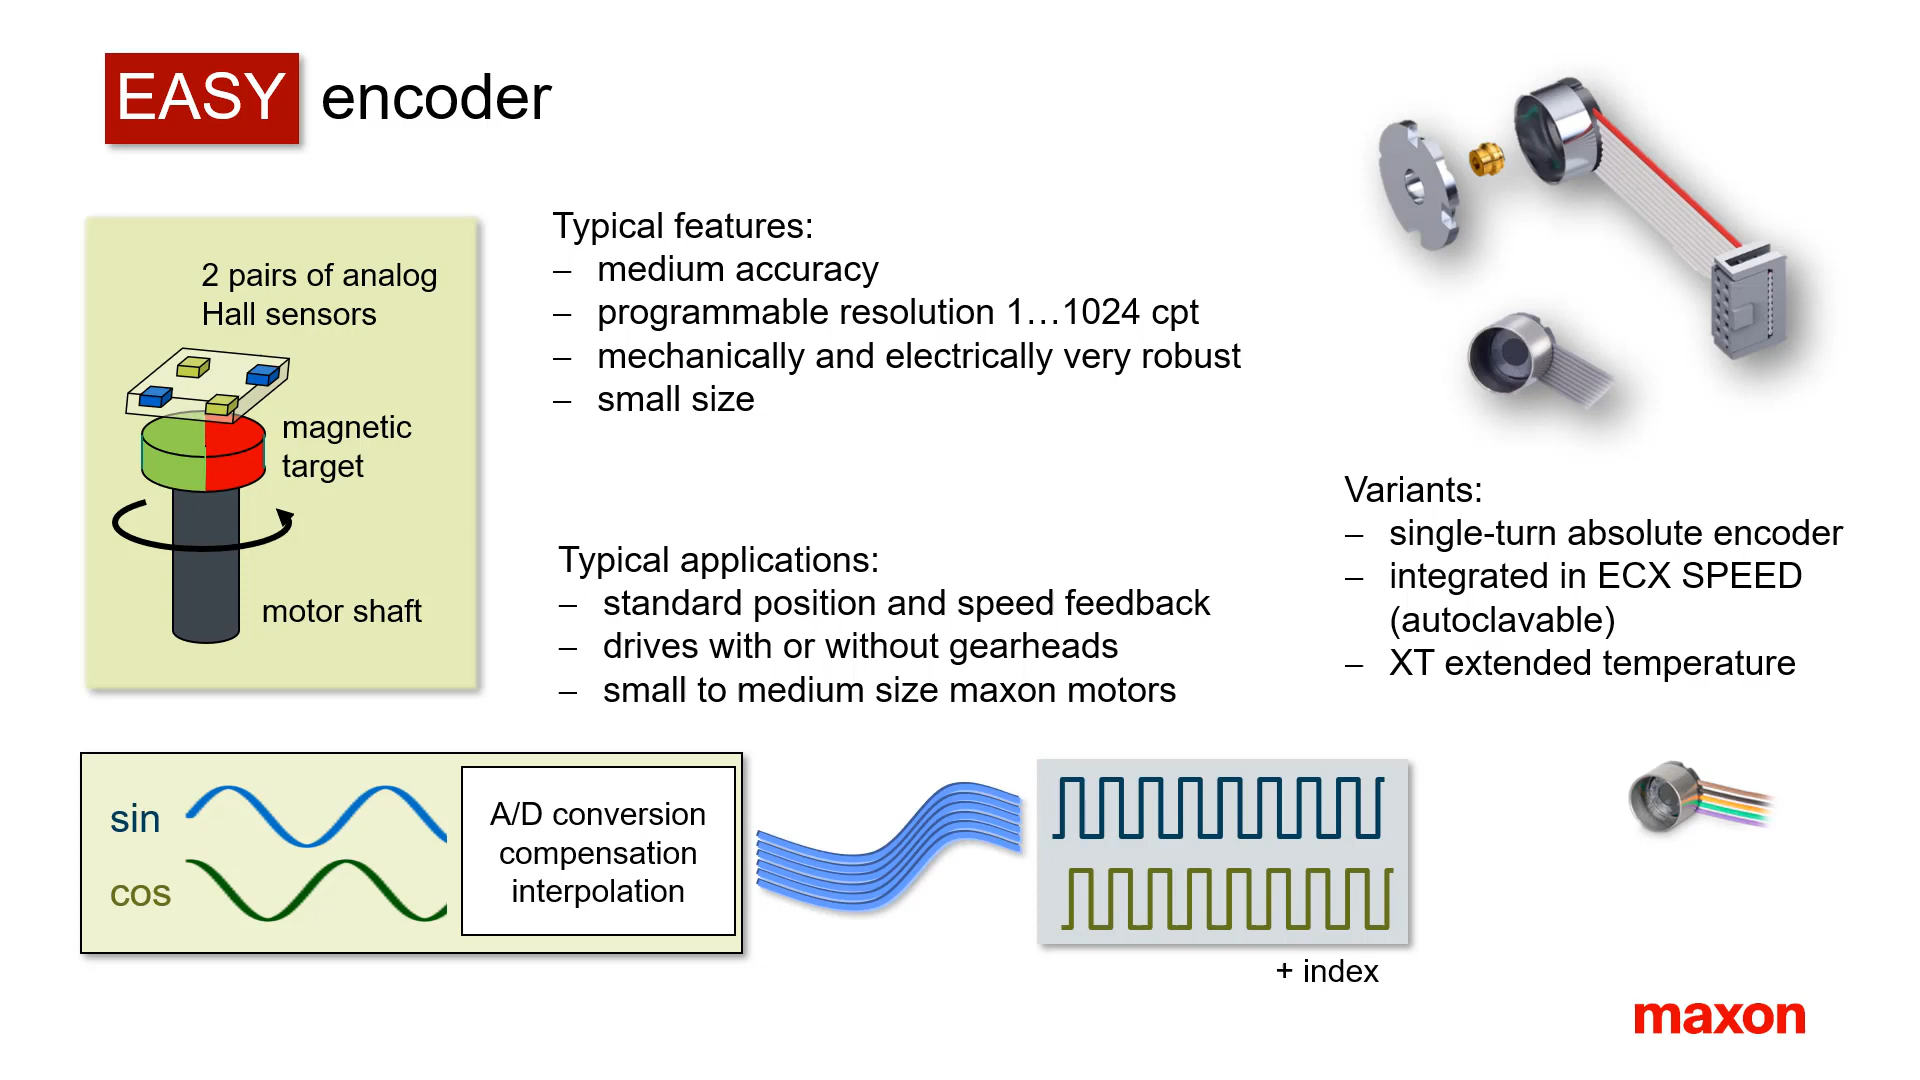 EASY encoder
2 pairs of analog
Hall sensors
magnetic
target
motor shaft
Typical features:
– medium accuracy
– programmable resolution 1…1024 cpt
– mechanically and electrically very robust
– small size
Typical applications:
– standard position and speed feedback
– drives with or without gearheads
– small to medium size maxon motors
Variants:
– single-turn absolute encoder
– integrated in ECX SPEED
(autoclavable)
– XT extended temperature
sin
cos
A/D conversion
compensation
interpolation
+ index
maxon